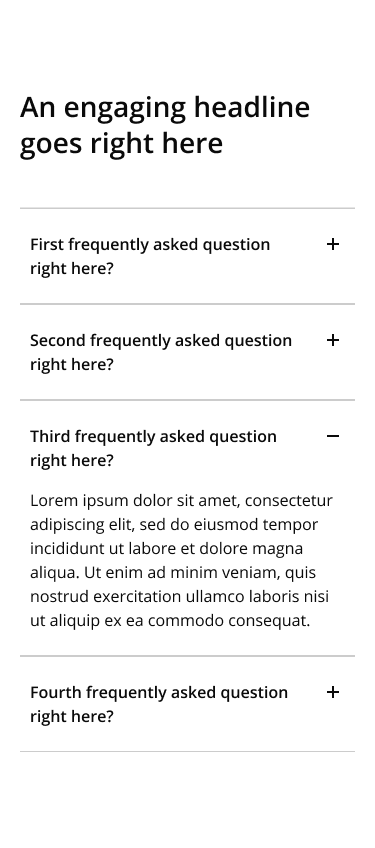 An engaging headline
goes right here
First frequently asked question
right here?
Second frequently asked question
right here?
Third frequently asked question
right here?
Lorem ipsum dolor sit amet, consectetur
adipiscing elit, sed do eiusmod tempor
incididunt ut labore et dolore magna
aliqua. Ut enim ad minim veniam, quis
nostrud exercitation ullamco laboris nisi
ut aliquip ex ea commodo consequat.
Fourth frequently asked question
right here?